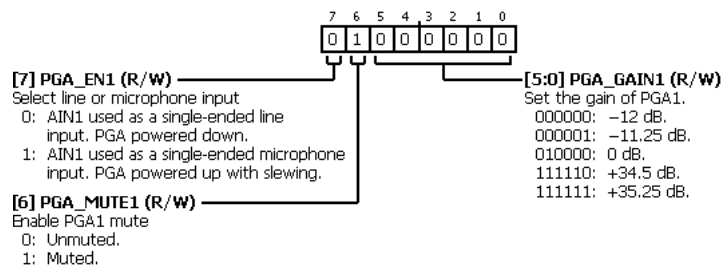 7 6 5 4 3 2 1 0
0 1 0 0 0 0 0 0
[7] PGA_EN1 (R/W)
Select line or microphone input
0: AIN1 used as a single-ended line
input. PGA powered down.
1: AIN1 used as a single-ended microphone
input. PGA powered up with slewing.
[6] PGA_MUTE1 (R/W)
Enable PGA1 mute
0: Unmuted.
1: Muted.
[5:0] PGA_GAIN1 (R/W)
Set the gain of PGA1.
000000: −12 dB.
000001: −11.25 dB.
010000: 0 dB.
111110: +34.5 dB.
111111: +35.25 dB.